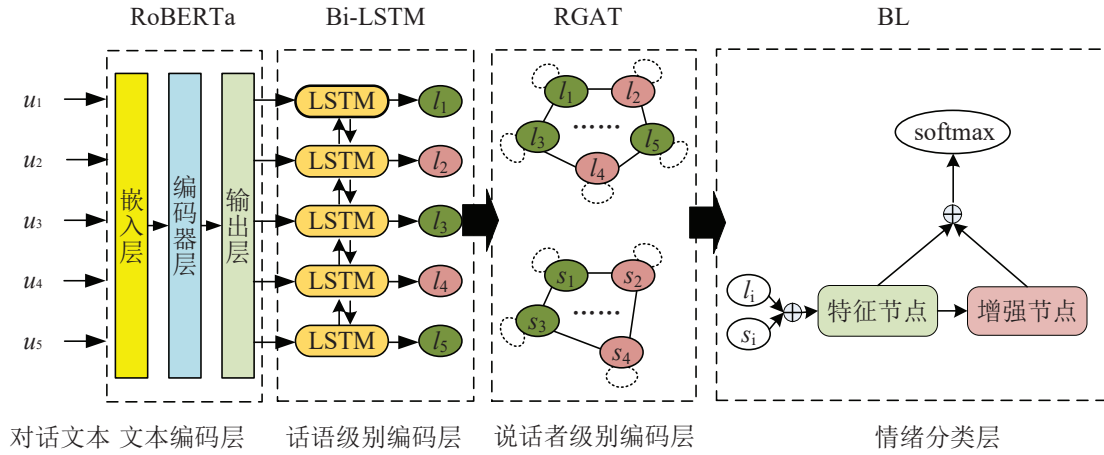 RoBERTa Bi-LSTM RGAT BL
u1 LSTM l1
u2 LSTM l2
u3 LSTM l3
u4 LSTM l4
u5 LSTM l5
嵌入层
编码器层
输出层
l1 l2
l3 ······ l5
l4
s1 s2
s3 ······
s4
softmax
li
si
特征节点 增强节点
对话文本 文本编码层 话语级别编码层 说话者级别编码层 情绪分类层